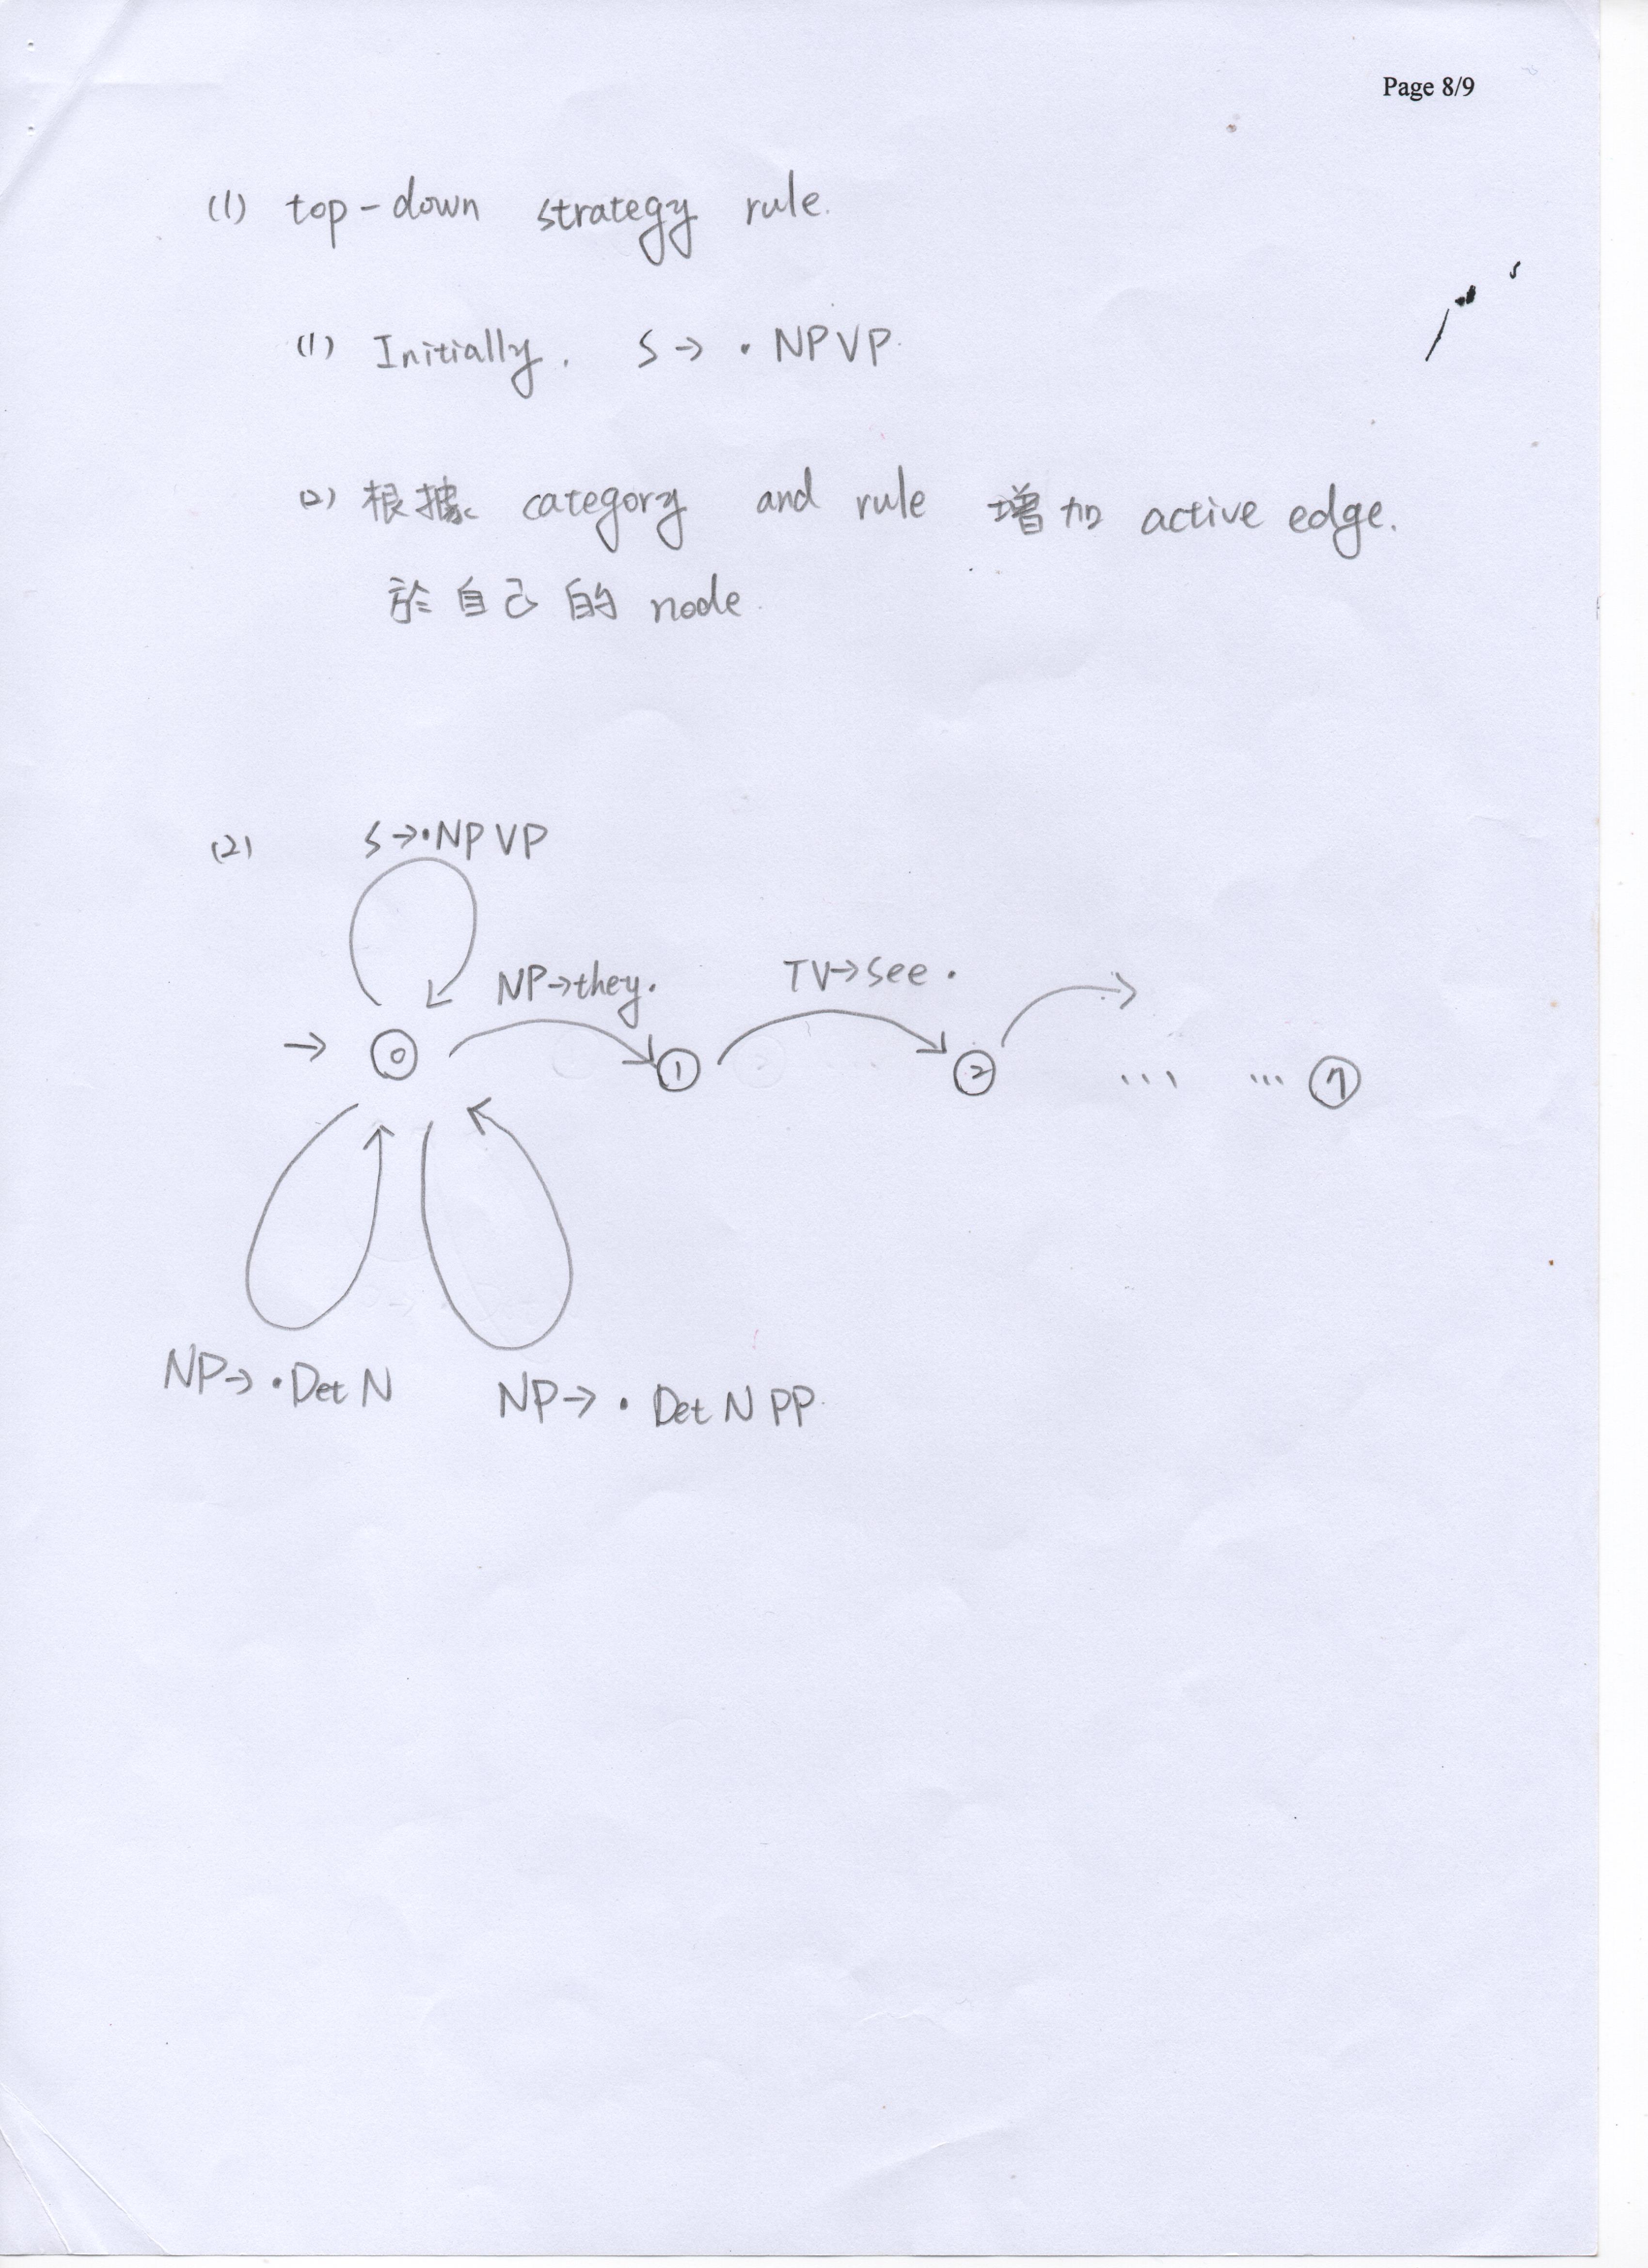 Page 8/9
(1) top-down strategy rule.
(1) Initially. S → · NP VP
(2) 根據 category and rule 增加 active edge.
於自己的 node
(2) S → · NP VP
NP → they · TV → see ·
→ 0 1 2 ... ... 7
NP → · Det N NP → · Det N PP